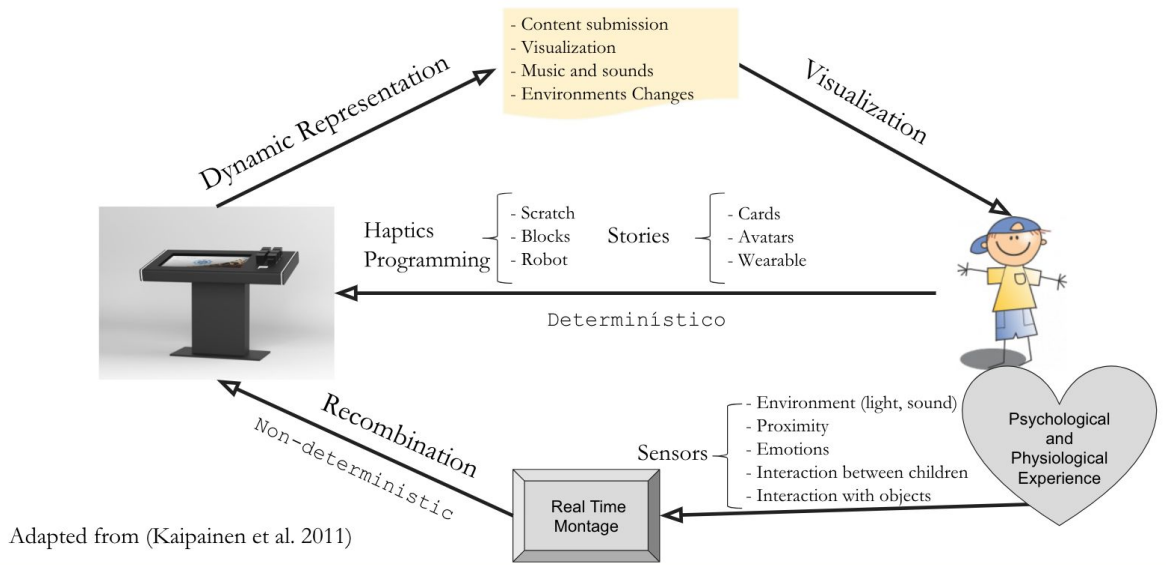 - Content submission
- Visualization
- Music and sounds
- Environments Changes
Dynamic Representation
Visualization
Haptics
Programming
- Scratch
- Blocks
- Robot
Stories
- Cards
- Avatars
- Wearable
Determinístico
Recombination
Non-deterministic
Sensors
- Environment (light, sound)
- Proximity
- Emotions
- Interaction between children
- Interaction with objects
Psychological
and
Physiological
Experience
Real Time
Montage
Adapted from (Kaipainen et al. 2011)